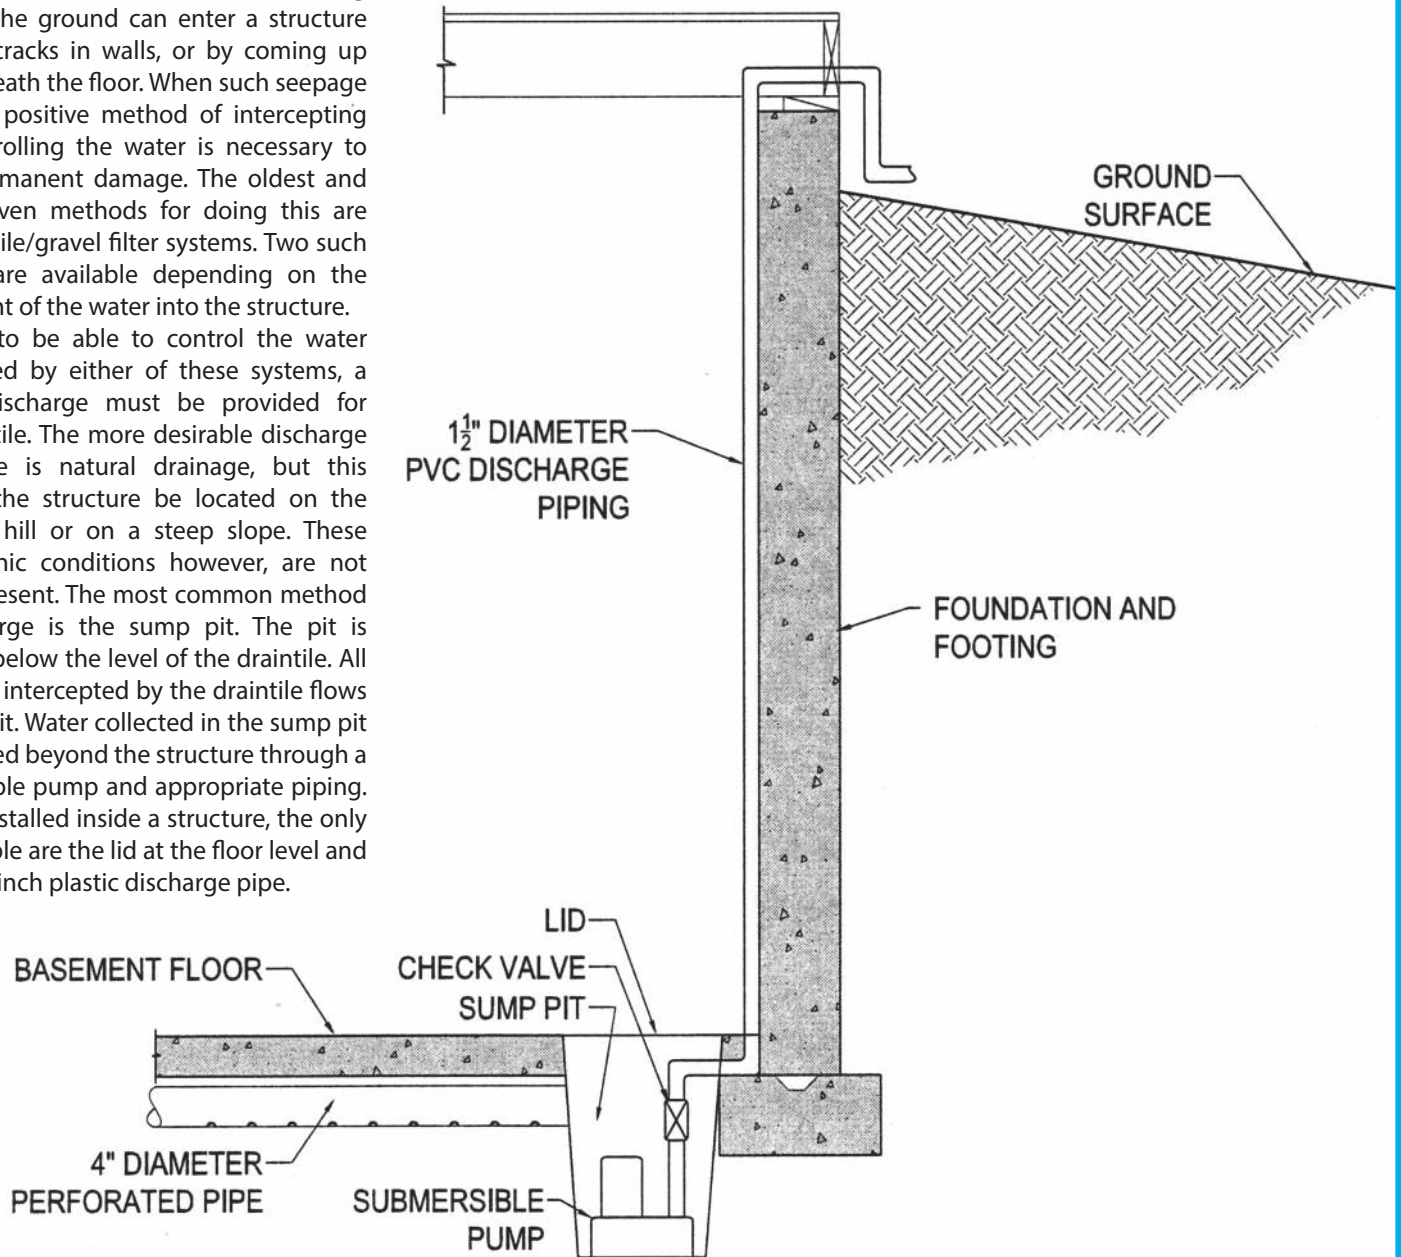 he ground can enter a structure
cracks in walls, or by coming up
eath the floor. When such seepage
positive method of intercepting
rolling the water is necessary to
manent damage. The oldest and
ven methods for doing this are
ile/gravel filter systems. Two such
are available depending on the
nt of the water into the structure.
to be able to control the water
ed by either of these systems, a
discharge must be provided for
tile. The more desirable discharge
e is natural drainage, but this
the structure be located on the
hill or on a steep slope. These
nic conditions however, are not
esent. The most common method
rge is the sump pit. The pit is
below the level of the draintile. All
intercepted by the draintile flows
it. Water collected in the sump pit
ed beyond the structure through a
ble pump and appropriate piping.
stalled inside a structure, the only
ple are the lid at the floor level and
inch plastic discharge pipe.
GROUND
SURFACE
1½" DIAMETER
PVC DISCHARGE
PIPING
FOUNDATION AND
FOOTING
LID
BASEMENT FLOOR
CHECK VALVE
SUMP PIT
4" DIAMETER
PERFORATED PIPE
SUBMERSIBLE
PUMP